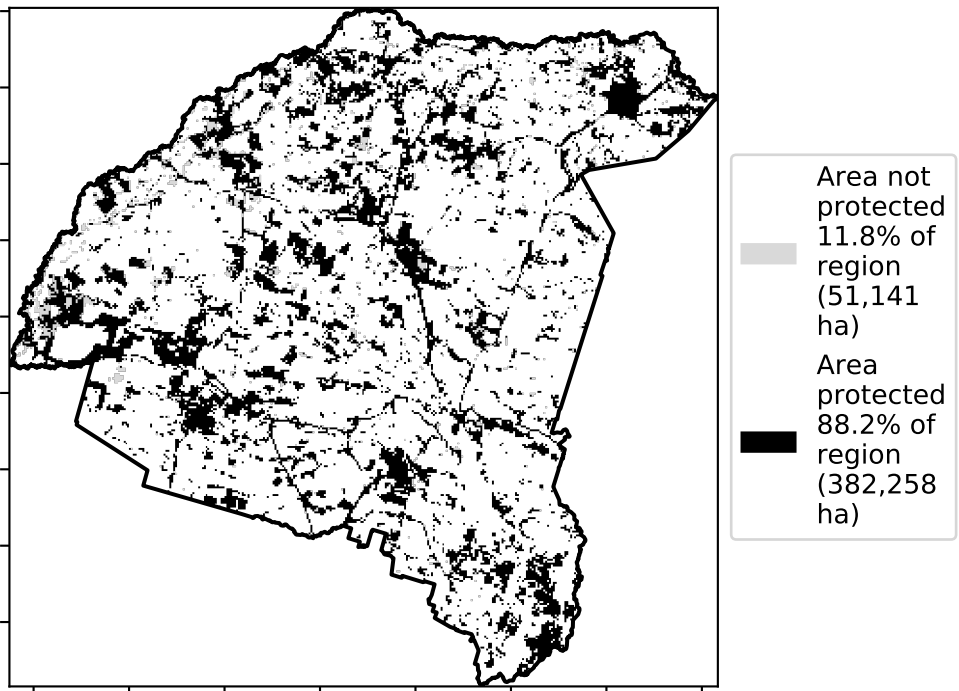 Area not
protected
11.8% of
region
(51,141
ha)
Area
protected
88.2% of
region
(382,258
ha)